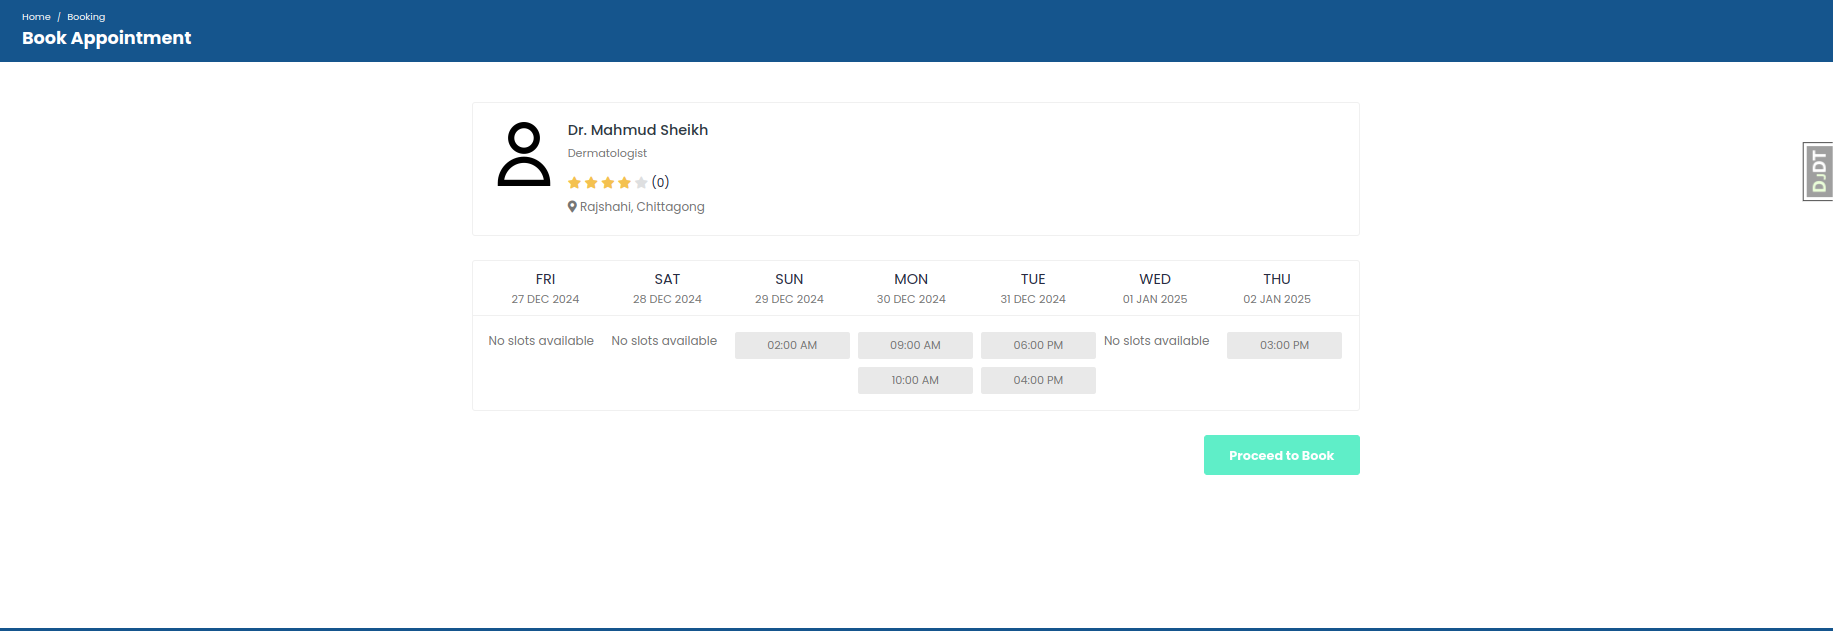 Home / Booking
Book Appointment
Dr. Mahmud Sheikh
Dermatologist
(0)
Rajshahi, Chittagong
DJDT
FRI SAT SUN MON TUE WED THU
27 DEC 2024 28 DEC 2024 29 DEC 2024 30 DEC 2024 31 DEC 2024 01 JAN 2025 02 JAN 2025
No slots available No slots available 02:00 AM 09:00 AM 06:00 PM No slots available 03:00 PM
10:00 AM 04:00 PM
Proceed to Book